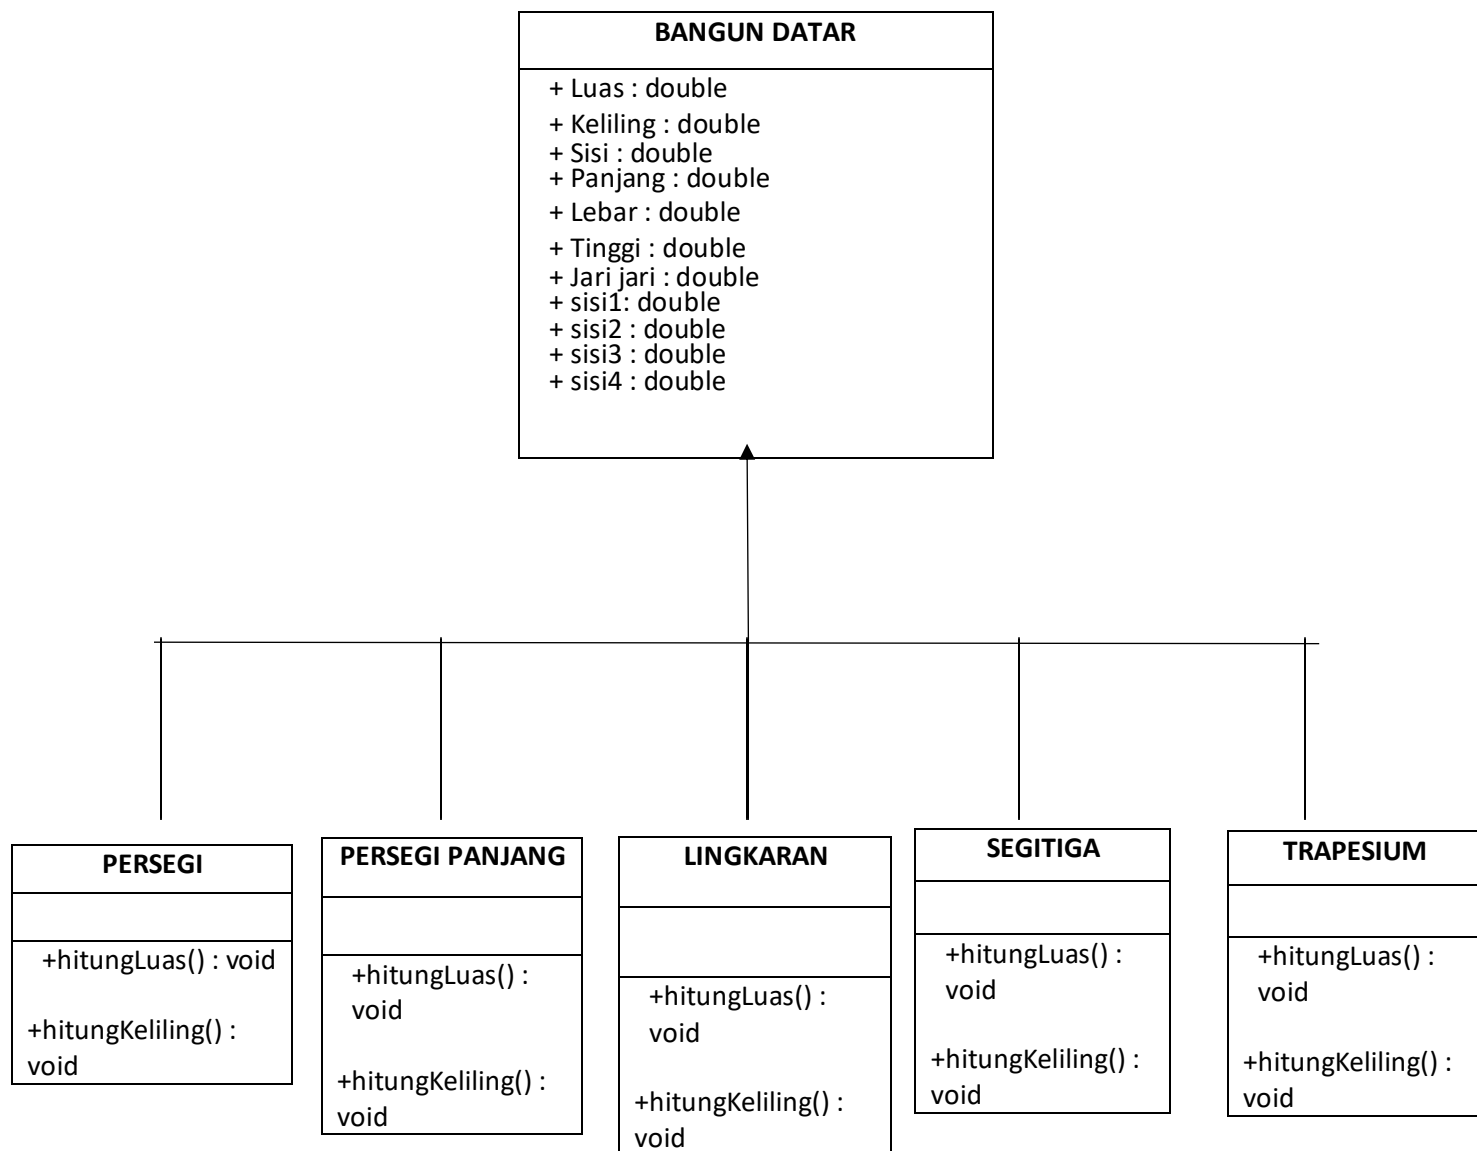 BANGUN DATAR
+ Luas : double
+ Keliling : double
+ Sisi : double
+ Panjang : double
+ Lebar : double
+ Tinggi : double
+ Jari jari : double
+ sisi1: double
+ sisi2 : double
+ sisi3 : double
+ sisi4 : double
PERSEGI
+hitungLuas() : void
+hitungKeliling() :
void
PERSEGI PANJANG
+hitungLuas() :
void
+hitungKeliling() :
void
LINGKARAN
+hitungLuas() :
void
+hitungKeliling() :
void
SEGITIGA
+hitungLuas() :
void
+hitungKeliling() :
void
TRAPESIUM
+hitungLuas() :
void
+hitungKeliling() :
void